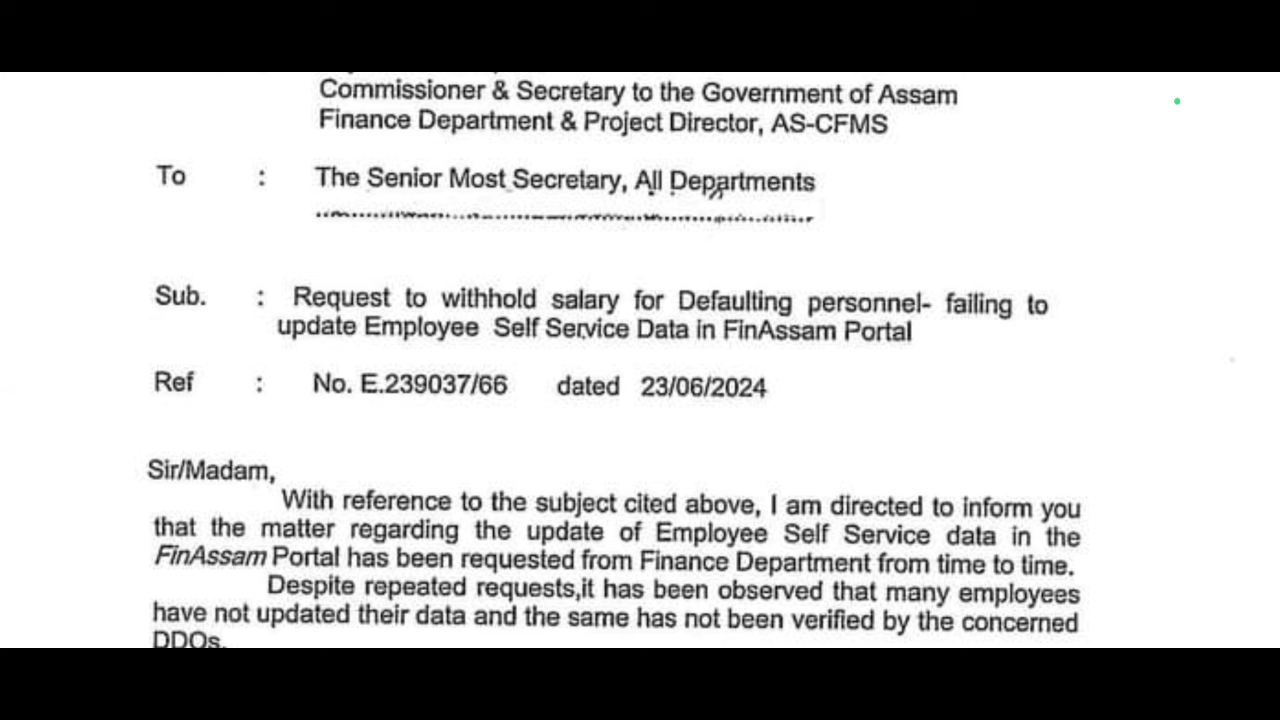 Commissioner & Secretary to the Government of Assam
Finance Department & Project Director, AS-CFMS
To : The Senior Most Secretary, All Departments
Sub. : Request to withhold salary for Defaulting personnel- failing to
update Employee Self Service Data in FinAssam Portal
Ref : No. E.239037/66 dated 23/06/2024
Sir/Madam,
With reference to the subject cited above, I am directed to inform you
that the matter regarding the update of Employee Self Service data in the
FinAssam Portal has been requested from Finance Department from time to time.
Despite repeated requests,it has been observed that many employees
have not updated their data and the same has not been verified by the concerned
DDOs.